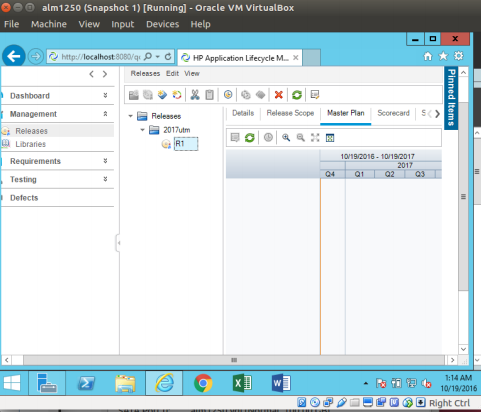 alm1250 (Snapshot 1) [Running] - Oracle VM VirtualBox
File Machine View Input Devices Help
http://localhost:8080/q
HP Application Lifecycle M...
Releases Edit View
Pinned Items
Dashboard
Management
Releases
Libraries
Requirements
Testing
Defects
Releases
2017utm
R1
Details Release Scope Master Plan Scorecard S
10/19/2016 - 10/19/2017
2017
Q4 Q1 Q2 Q3
1:14 AM
10/19/2016
Right Ctrl